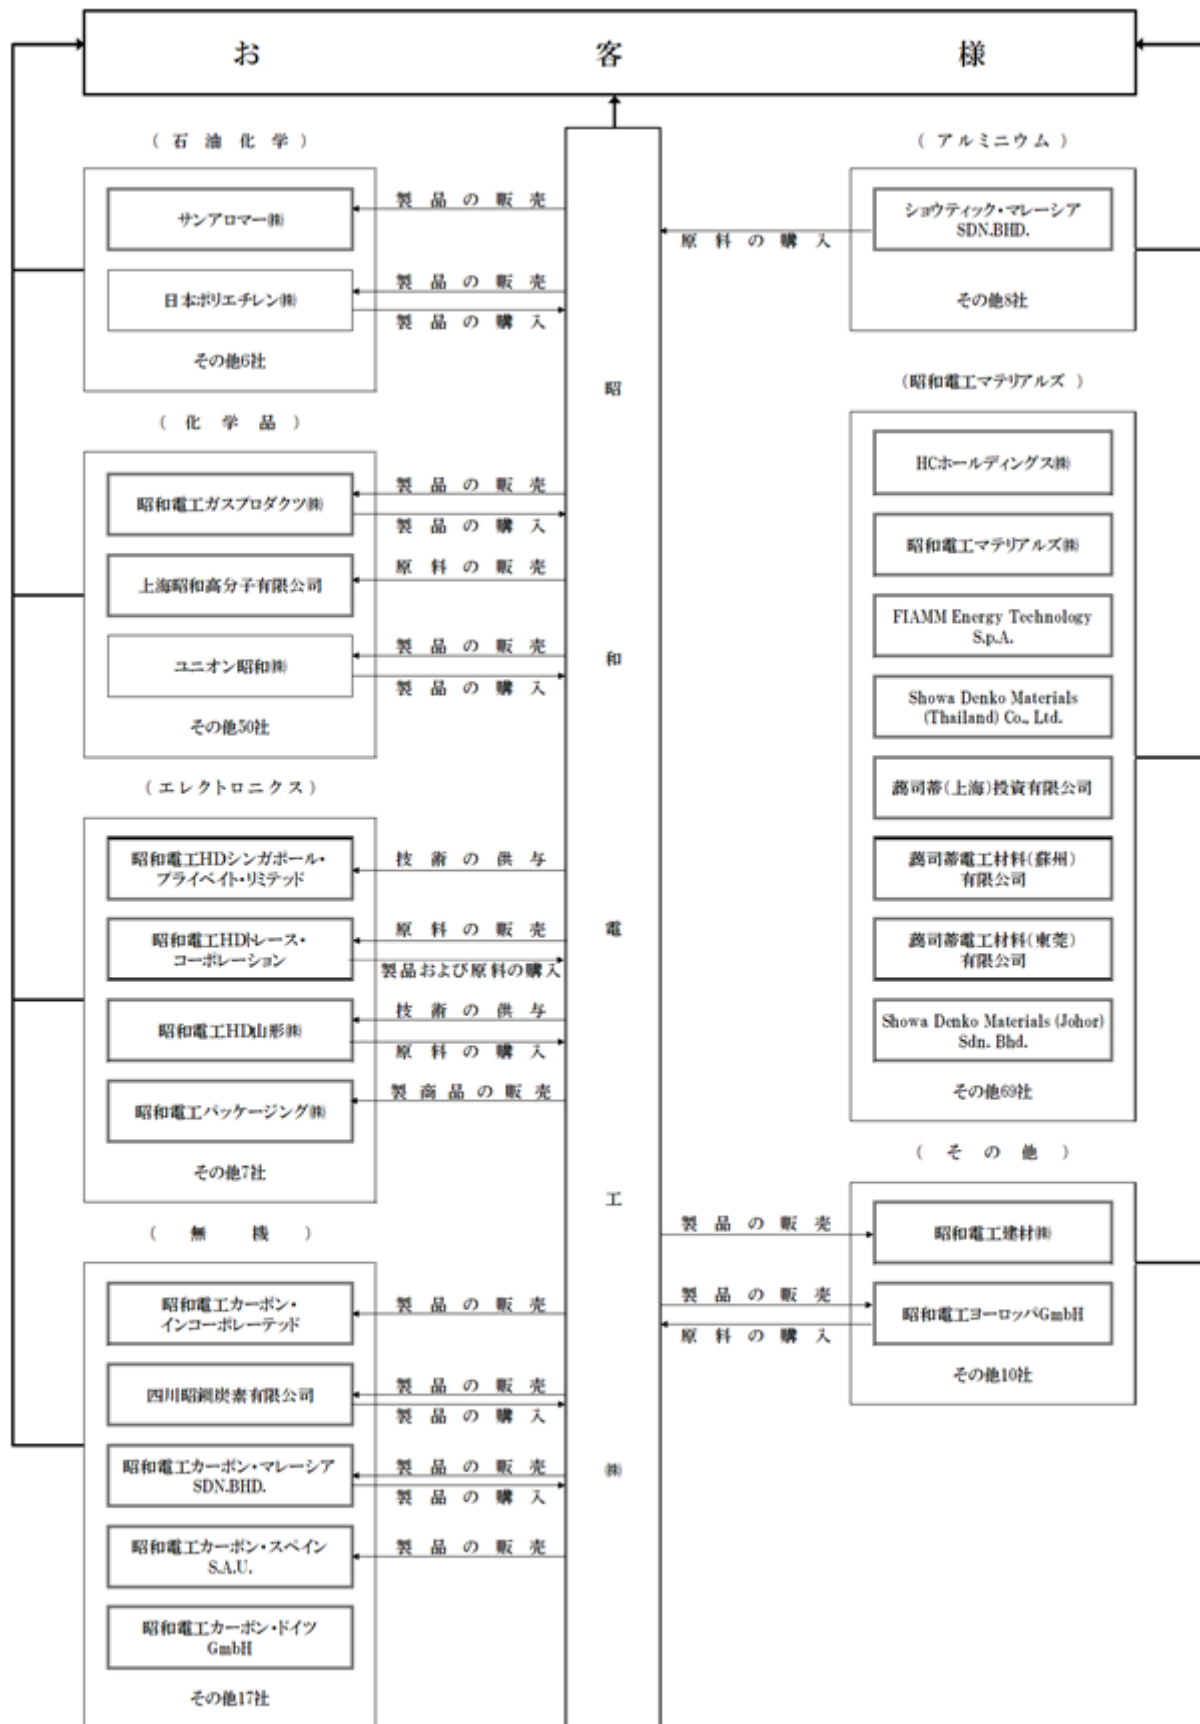 お客様
(石油化学)
サンアロマー㈱
製品の販売
日本ポリエチレン㈱
製品の販売
製品の購入
その他6社
(化学品)
昭和電工ガスプロダクツ㈱
製品の販売
製品の購入
上海昭和高分子有限公司
原料の販売
ユニオン昭和㈱
製品の販売
製品の購入
その他50社
(エレクトロニクス)
昭和電工HDシンガポール・
プライベイト・リミテッド
技術の供与
昭和電工HDトレース・
コーポレーション
原料の販売
製品および原料の購入
昭和電工HD山形㈱
技術の供与
原料の購入
昭和電工パッケージング㈱
製商品の販売
その他7社
(無機)
昭和電工カーボン・
インコーポレーテッド
製品の販売
四川昭鋼炭素有限公司
製品の販売
製品の購入
昭和電工カーボン・マレーシア
SDN.BHD.
製品の販売
製品の購入
昭和電工カーボン・スペイン
S.A.U.
製品の販売
昭和電工カーボン・ドイツ
GmbH
その他17社
昭和電工㈱
(アルミニウム)
ショウティック・マレーシア
SDN.BHD.
原料の購入
その他8社
(昭和電工マテリアルズ)
HCホールディングス㈱
昭和電工マテリアルズ㈱
FIAMM Energy Technology
S.p.A.
Showa Denko Materials
(Thailand) Co., Ltd.
(上海)投資有限公司
電工材料(蘇州)
有限公司
電工材料(東莞)
有限公司
Showa Denko Materials (Johor)
Sdn. Bhd.
その他69社
(その他)
昭和電工建材㈱
製品の販売
昭和電工ヨーロッパGmbH
製品の販売
原料の購入
その他10社